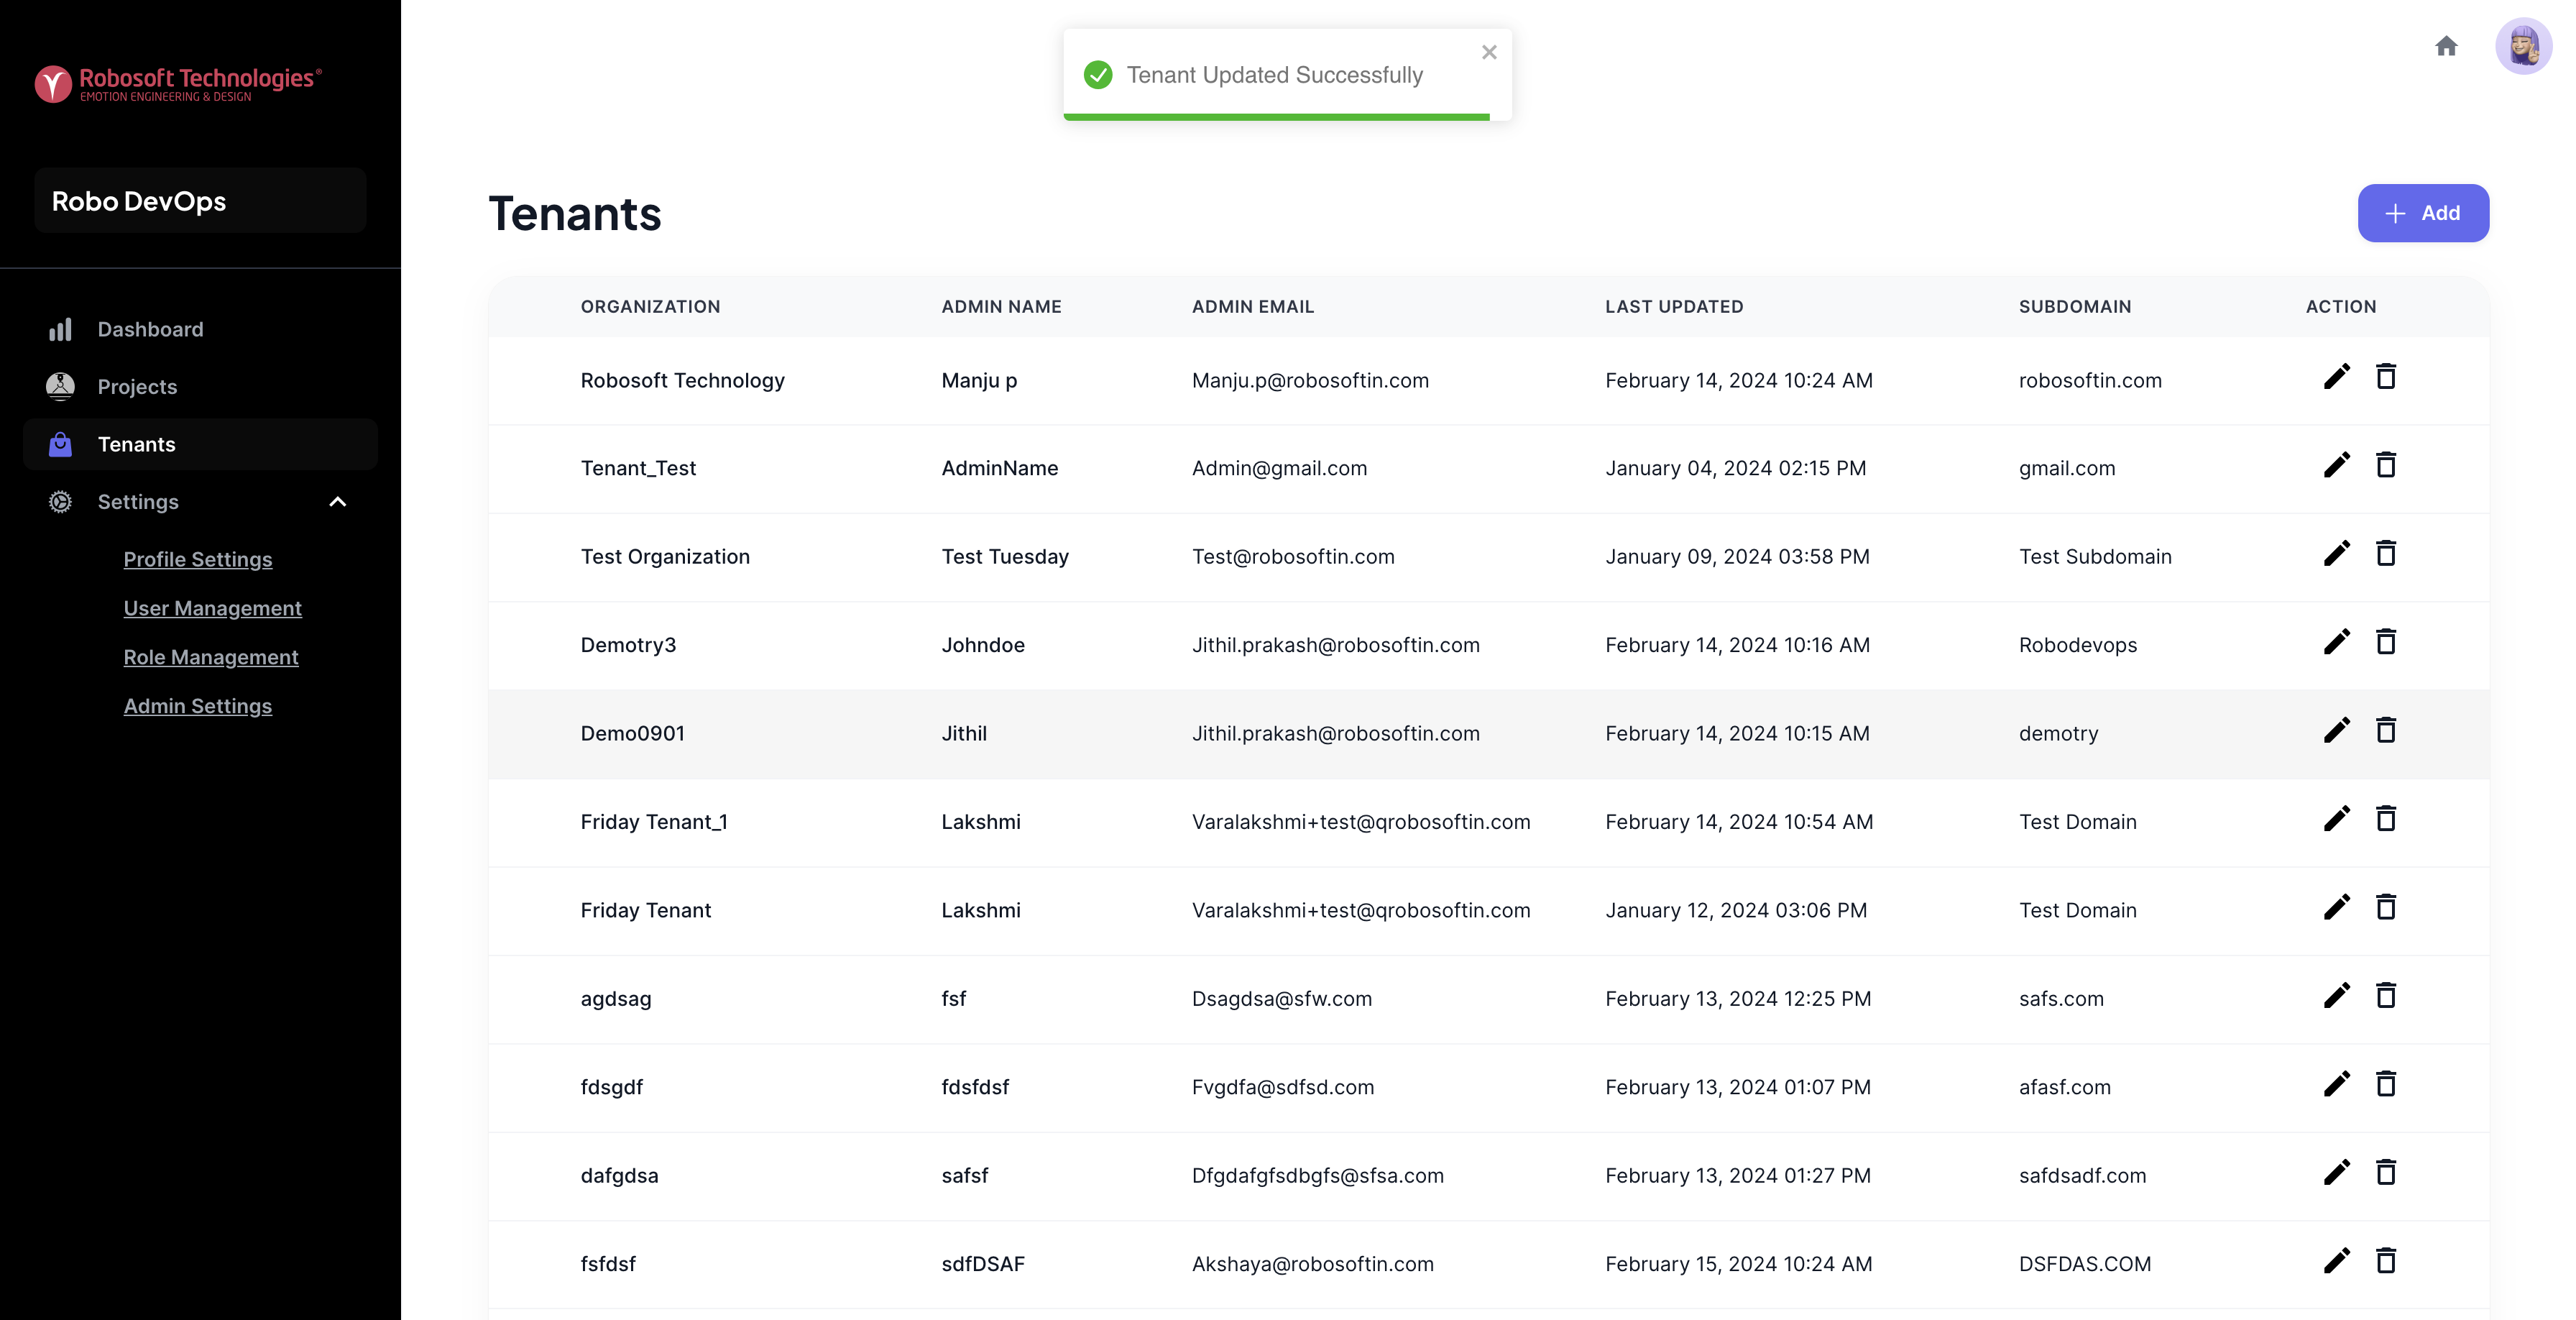 Robosoft Technologies®
EMOTION ENGINEERING & DESIGN
Robo DevOps
Dashboard
Projects
Tenants
Settings
Profile Settings
User Management
Role Management
Admin Settings
Tenant Updated Successfully
Tenants
Add
ORGANIZATION ADMIN NAME ADMIN EMAIL LAST UPDATED SUBDOMAIN ACTION
Robosoft Technology Manju p Manju.p@robosoftin.com February 14, 2024 10:24 AM robosoftin.com
Tenant_Test AdminName Admin@gmail.com January 04, 2024 02:15 PM gmail.com
Test Organization Test Tuesday Test@robosoftin.com January 09, 2024 03:58 PM Test Subdomain
Demotry3 Johndoe Jithil.prakash@robosoftin.com February 14, 2024 10:16 AM Robodevops
Demo0901 Jithil Jithil.prakash@robosoftin.com February 14, 2024 10:15 AM demotry
Friday Tenant_1 Lakshmi Varalakshmi+test@qrobosoftin.com February 14, 2024 10:54 AM Test Domain
Friday Tenant Lakshmi Varalakshmi+test@qrobosoftin.com January 12, 2024 03:06 PM Test Domain
agdsag fsf Dsagdsa@sfw.com February 13, 2024 12:25 PM safs.com
fdsgdf fdsfdsf Fvgdfa@sdfsd.com February 13, 2024 01:07 PM afasf.com
dafgdsa safsf Dfgdafgfsdbgfs@sfsa.com February 13, 2024 01:27 PM safdsadf.com
fsfdsf sdfDSAF Akshaya@robosoftin.com February 15, 2024 10:24 AM DSFDAS.COM